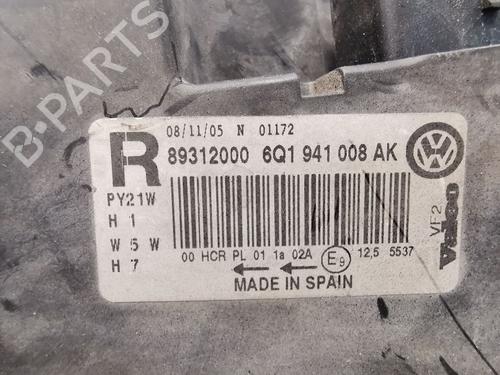 B-PARTS
08/11/05 N 01172
R 89312000 6Q1 941 008 AK
PY21W
H 1
W 5 W
H 7
VF2
00 HCR PL 01 1a 02A E9 12,5 5537
MADE IN SPAIN